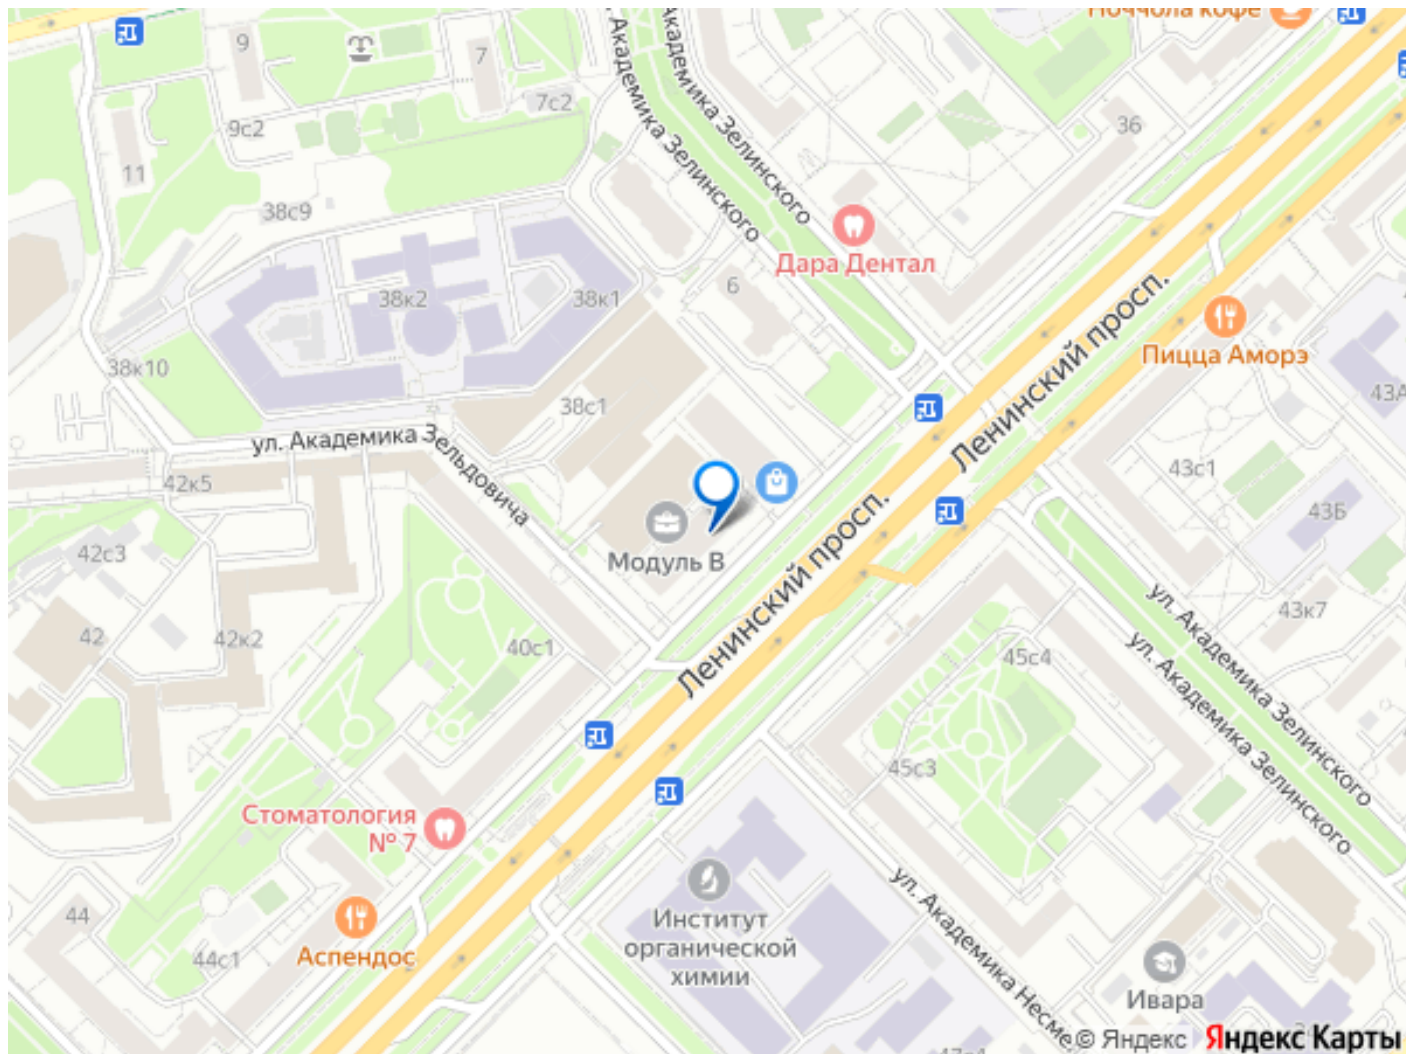 Ноччола кофе
9
7
7с2
9с2
36
11
38с9
ул. Академика Зелинского
Академика Зелинского
Дара Дентал
6
38к2
38к1
Ленинский просп.
Пицца Аморэ
38к10
38с1
43А
ул. Академика Зельдовича
42к5
43с1
43Б
42с3
Модуль В
Ленинский просп.
43к7
42
42к2
40с1
45с4
ул. Академика Зелинского
ул. Академика Зелинского
45с3
Стоматология
№ 7
44
Институт
органической
химии
ул. Академика Несме
Аспендос
44с1
Ивара
© Яндекс
Яндекс Карты